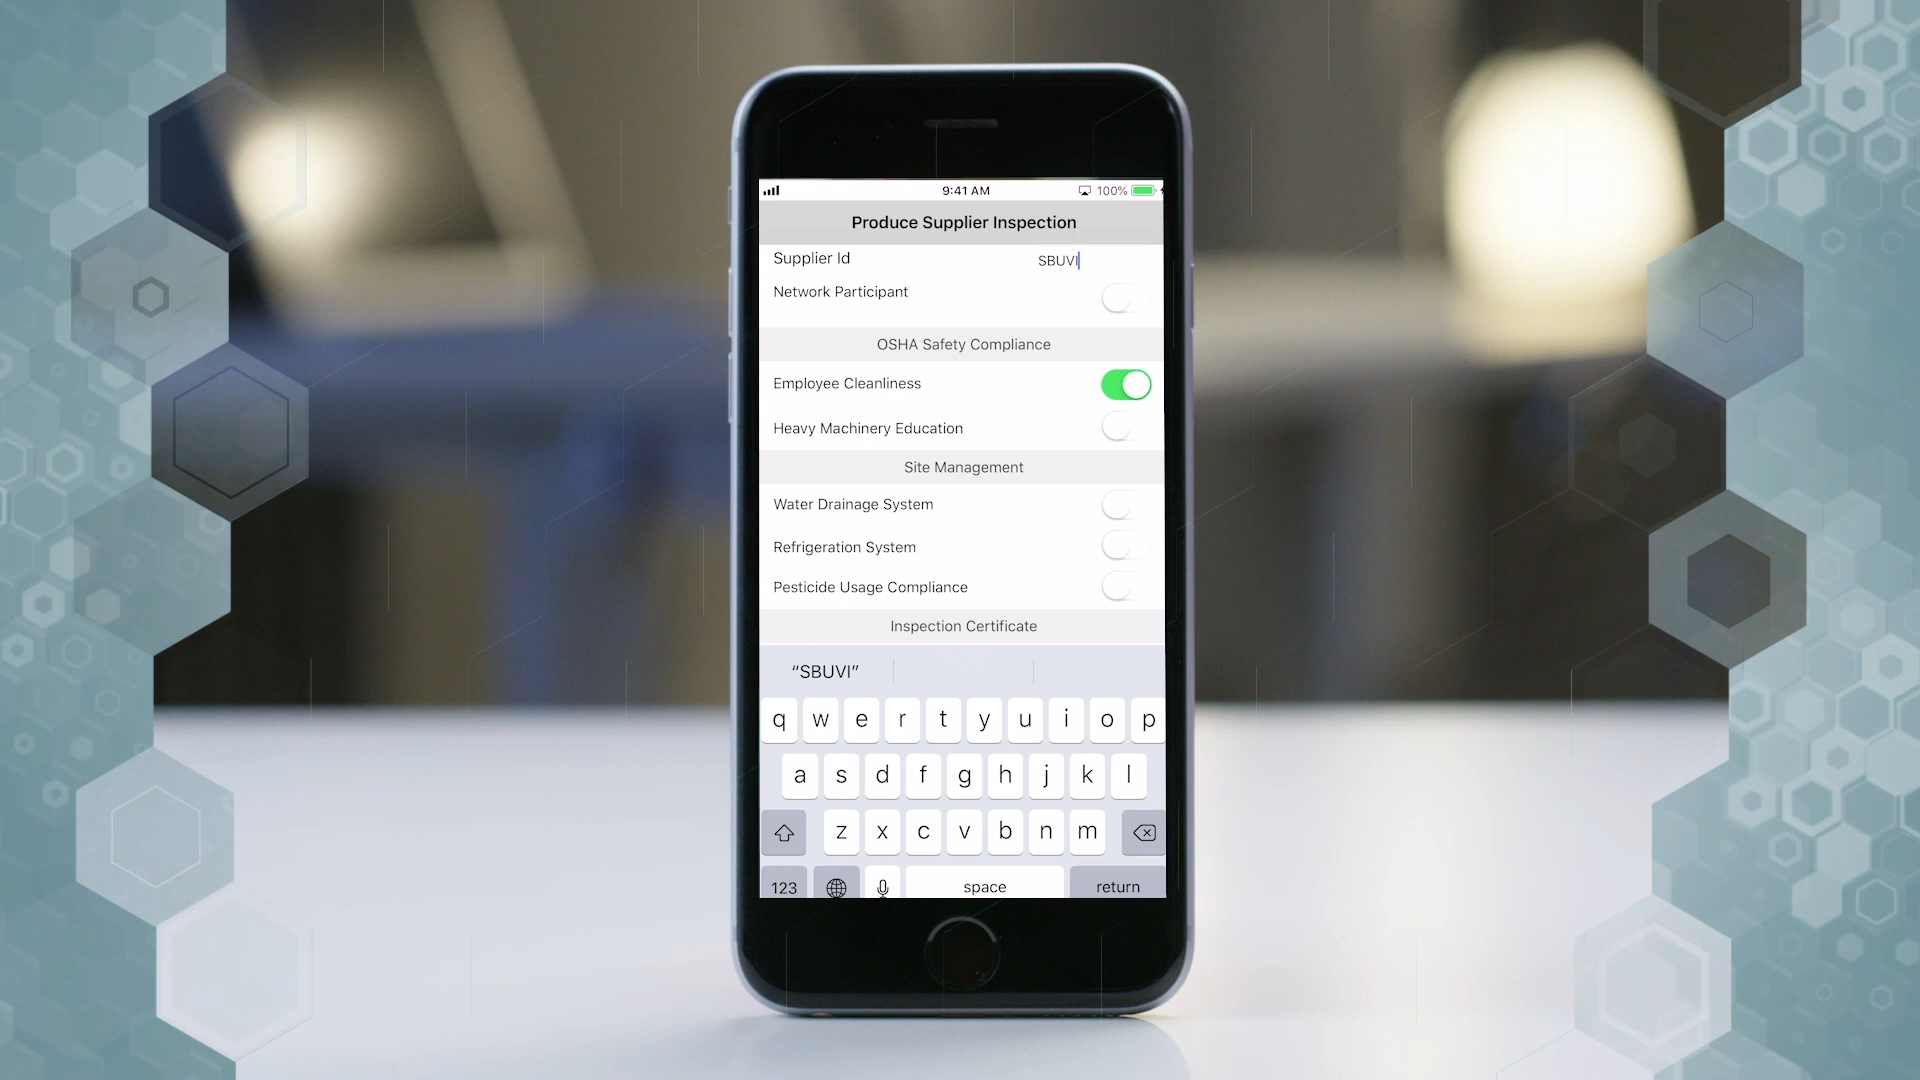 9:41 AM 100%
Produce Supplier Inspection
Supplier Id SBUVI
Network Participant
OSHA Safety Compliance
Employee Cleanliness
Heavy Machinery Education
Site Management
Water Drainage System
Refrigeration System
Pesticide Usage Compliance
Inspection Certificate
“SBUVI”
q w e r t y u i o p
a s d f g h j k l
z x c v b n m
123 space return